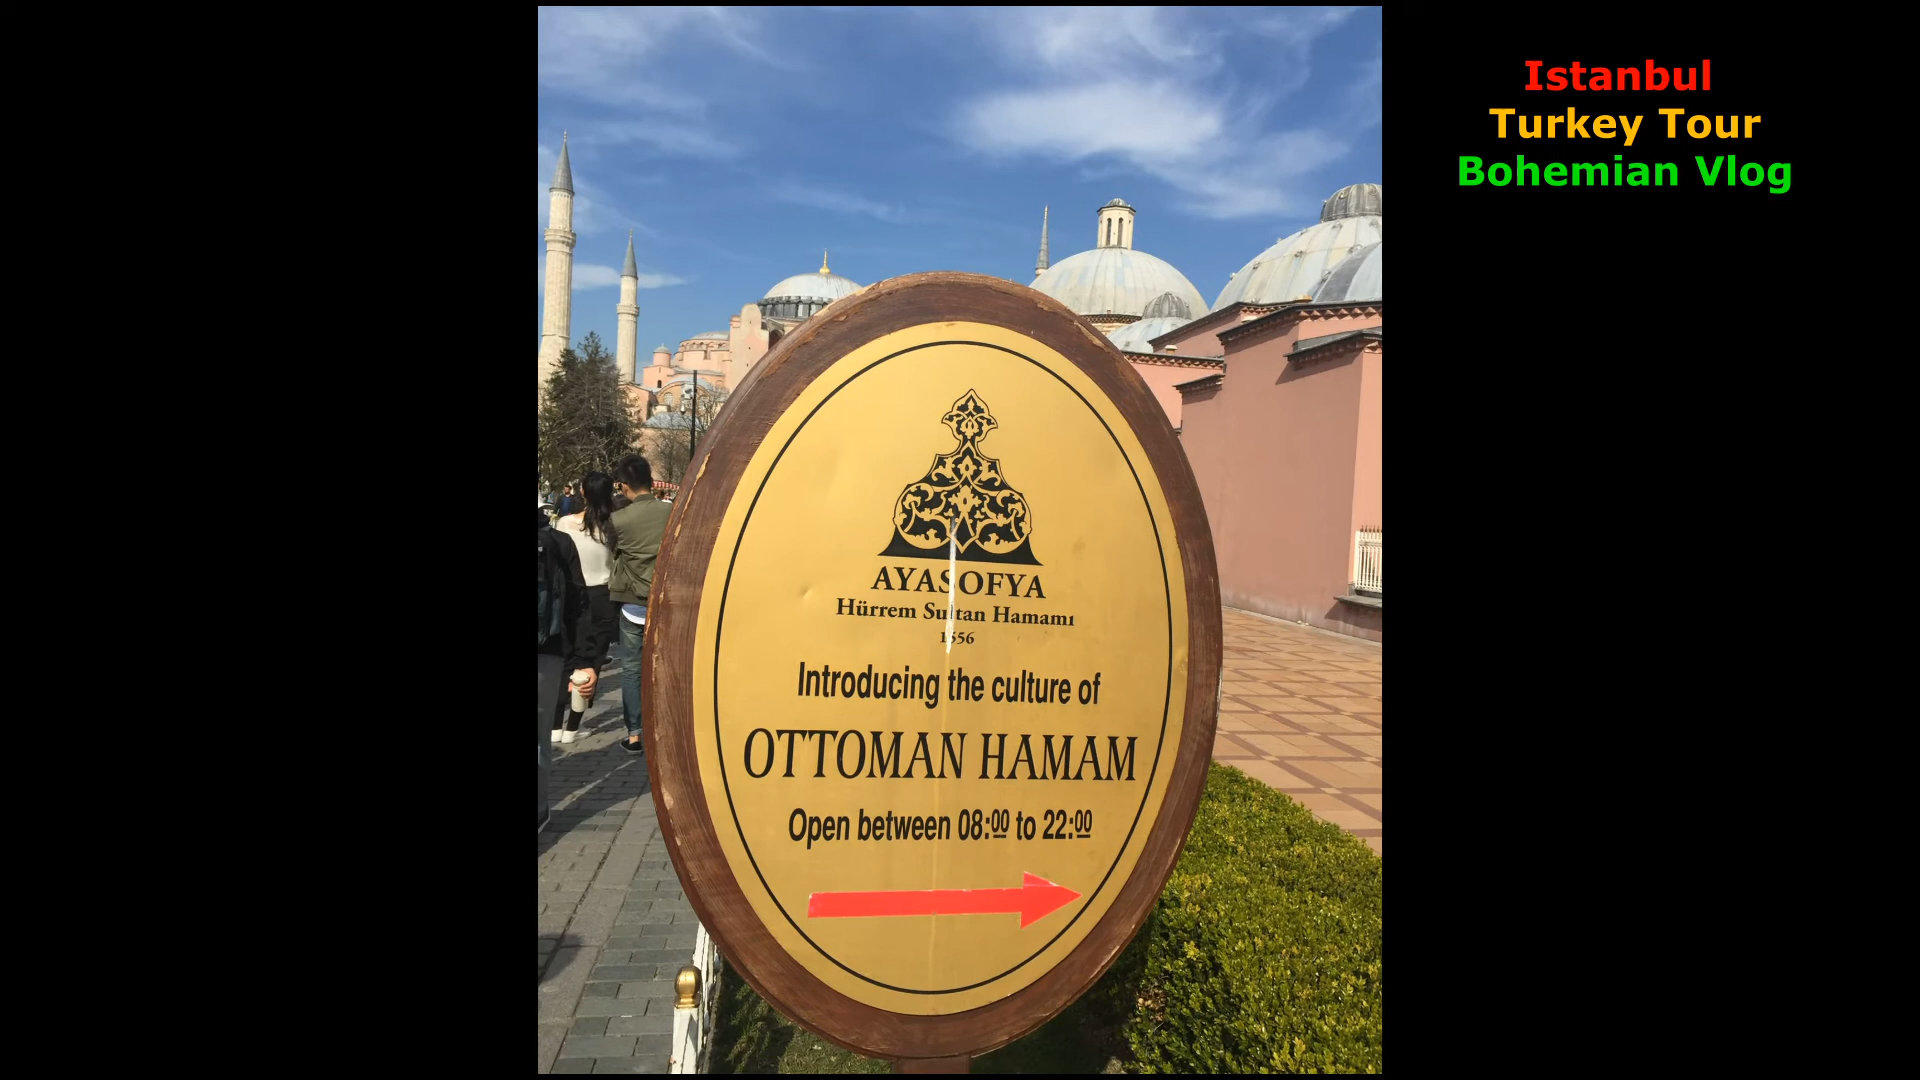 Istanbul
Turkey Tour
Bohemian Vlog
AYASOFYA
Hürrem Sultan Hamamı
1556
Introducing the culture of
OTTOMAN HAMAM
Open between 08:00 to 22:00